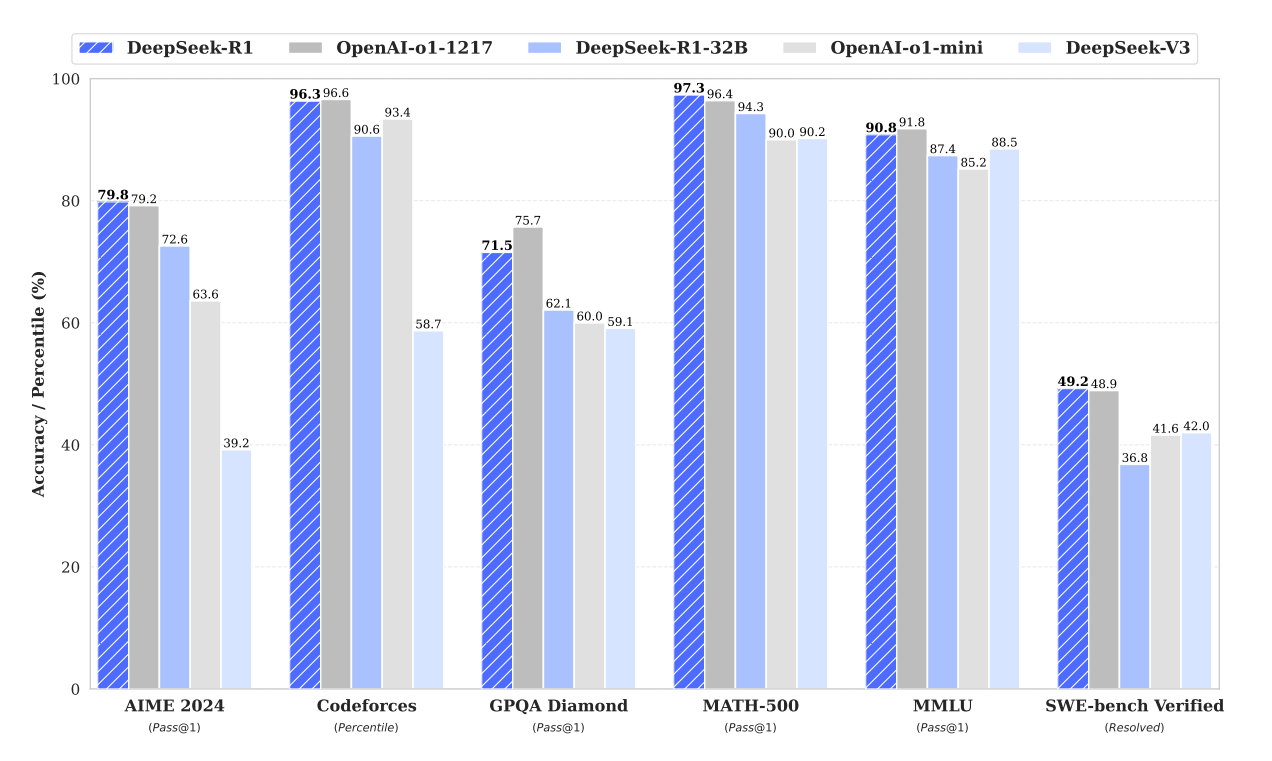 DeepSeek-R1 OpenAI-o1-1217 DeepSeek-R1-32B OpenAI-o1-mini DeepSeek-V3
Accuracy / Percentile (%)
100
80
60
40
20
0
79.8 79.2 72.6 63.6 39.2
96.3 96.6 90.6 93.4 58.7
71.5 75.7 62.1 60.0 59.1
97.3 96.4 94.3 90.0 90.2
90.8 91.8 87.4 85.2 88.5
49.2 48.9 36.8 41.6 42.0
AIME 2024 Codeforces GPQA Diamond MATH-500 MMLU SWE-bench Verified
(Pass@1) (Percentile) (Pass@1) (Pass@1) (Pass@1) (Resolved)